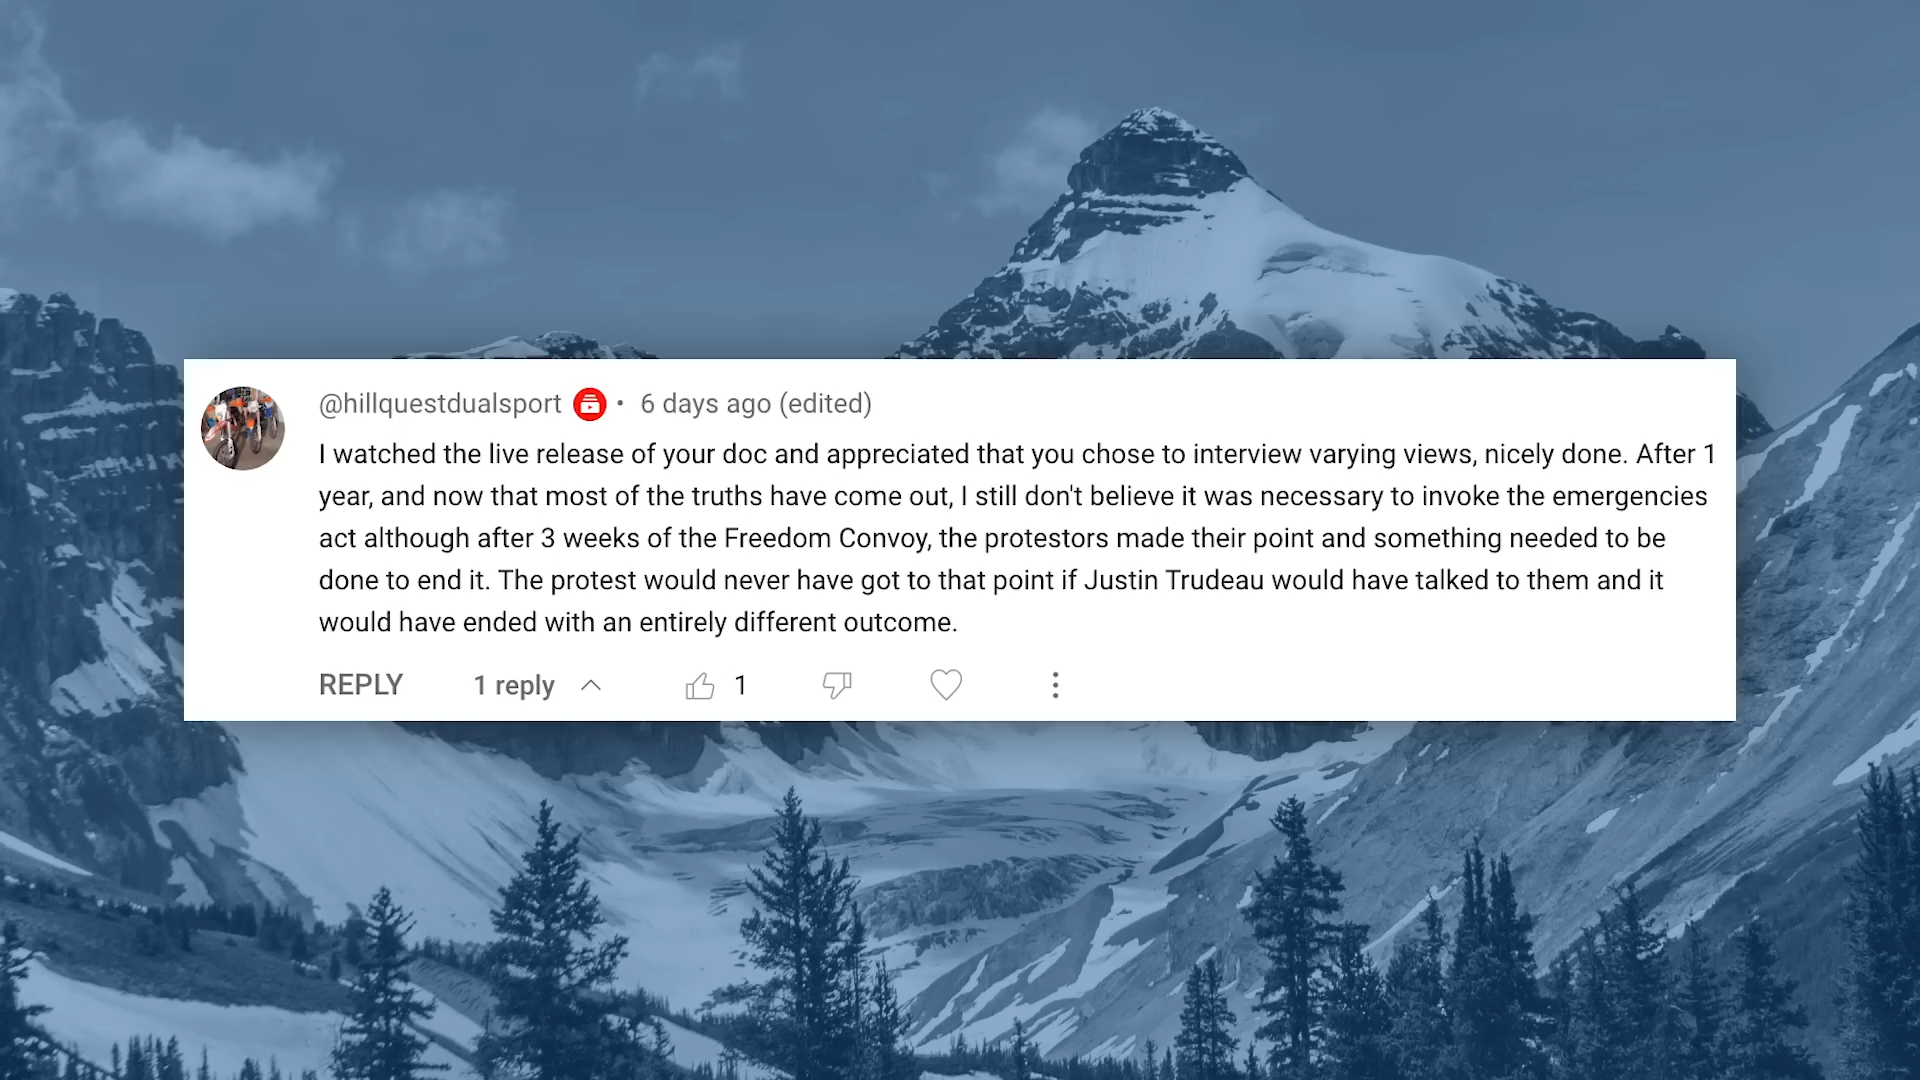 @hillquestdualsport • 6 days ago (edited)
I watched the live release of your doc and appreciated that you chose to interview varying views, nicely done. After 1
year, and now that most of the truths have come out, I still don't believe it was necessary to invoke the emergencies
act although after 3 weeks of the Freedom Convoy, the protestors made their point and something needed to be
done to end it. The protest would never have got to that point if Justin Trudeau would have talked to them and it
would have ended with an entirely different outcome.
REPLY 1 reply 1